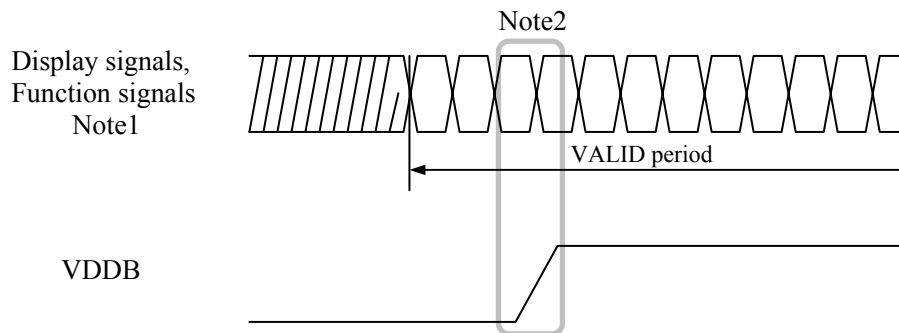 Note2
Display signals,
Function signals
Note1
VALID period
VDDB